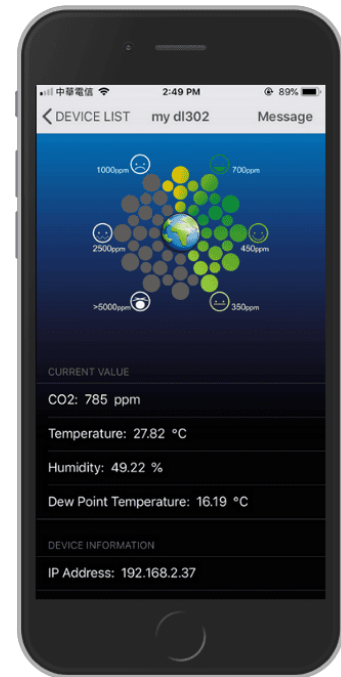 中華電信 2:49 PM 89%
DEVICE LIST my dl302 Message
1000ppm 700ppm
2500ppm 450ppm
>5000ppm 350ppm
CURRENT VALUE
CO2: 785 ppm
Temperature: 27.82 °C
Humidity: 49.22 %
Dew Point Temperature: 16.19 °C
DEVICE INFORMATION
IP Address: 192.168.2.37